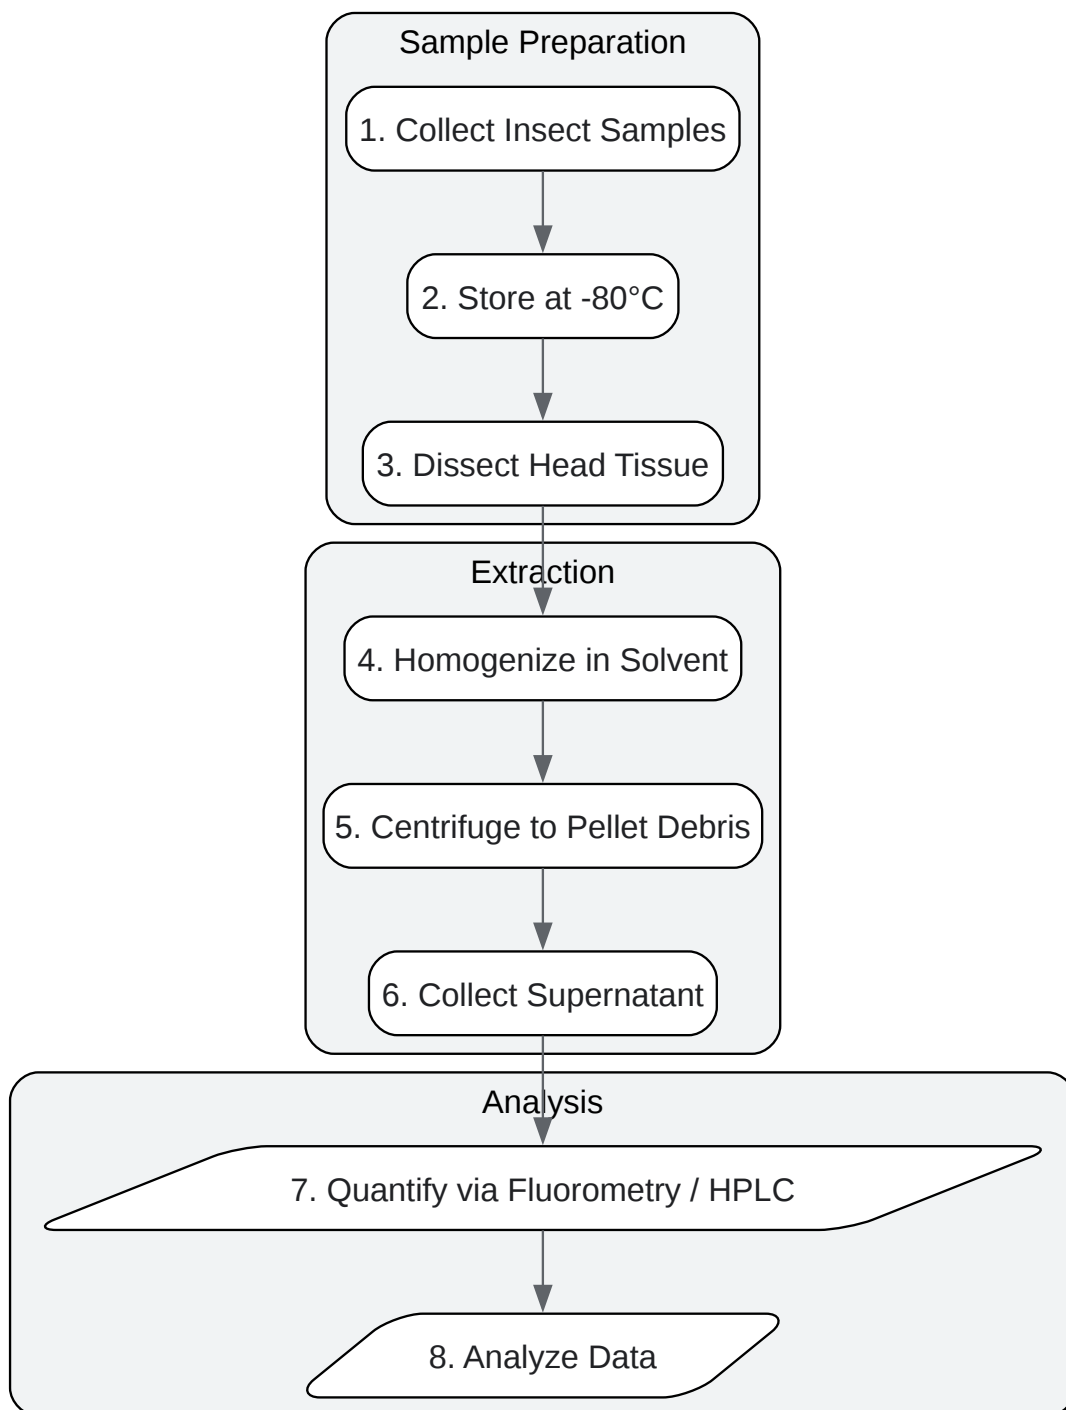 Sample Preparation
1. Collect Insect Samples
2. Store at -80°C
3. Dissect Head Tissue
Extraction
4. Homogenize in Solvent
5. Centrifuge to Pellet Debris
6. Collect Supernatant
Analysis
7. Quantify via Fluorometry / HPLC
8. Analyze Data